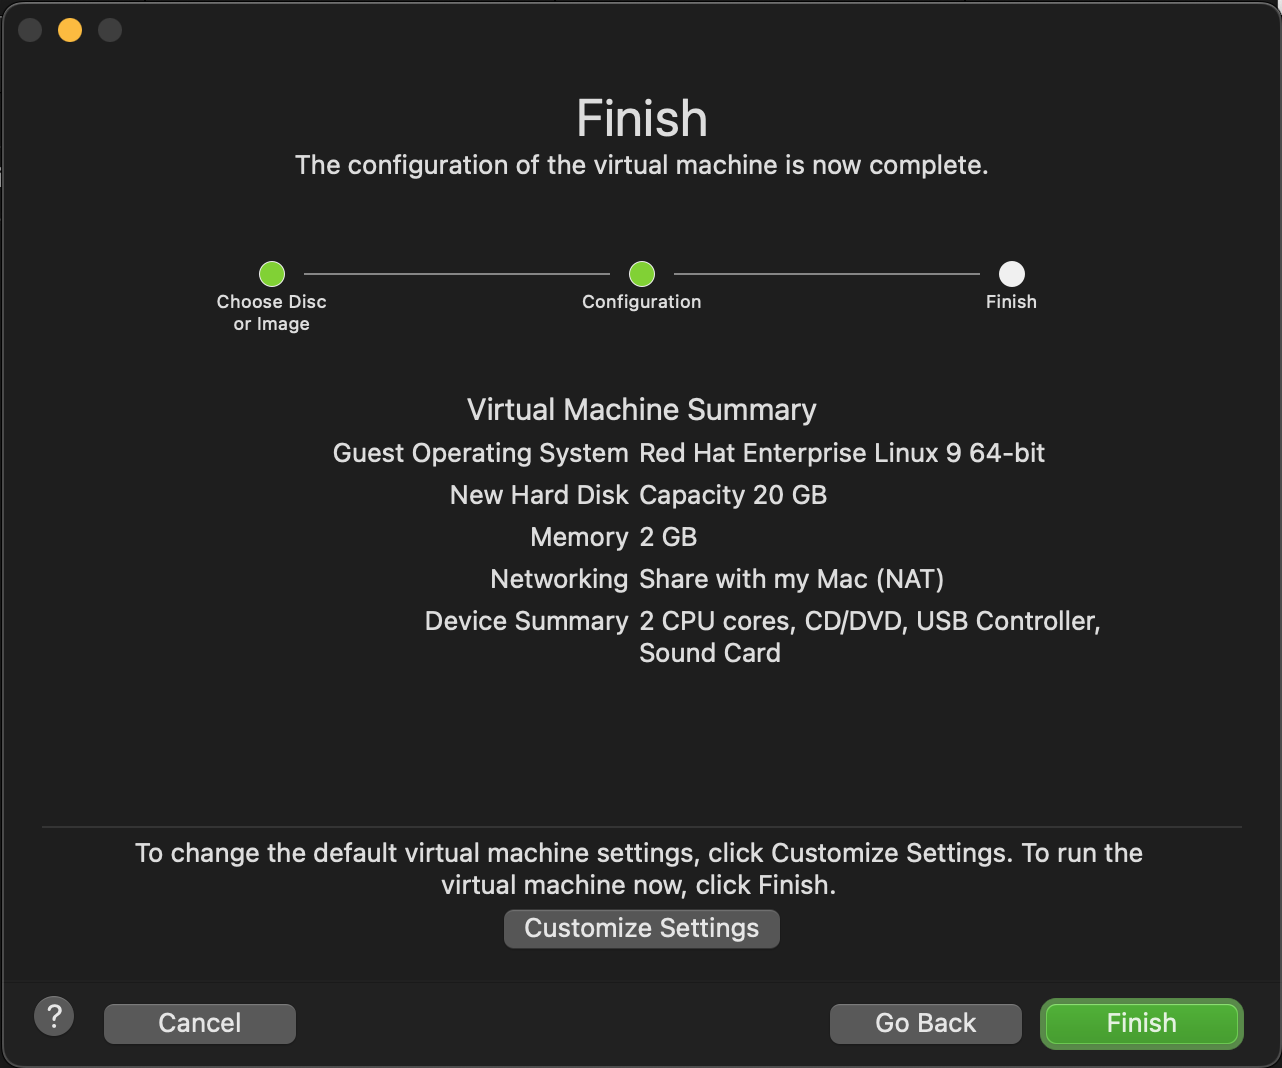 Finish
The configuration of the virtual machine is now complete.
Choose Disc
or Image
Configuration
Finish
Virtual Machine Summary
Guest Operating System Red Hat Enterprise Linux 9 64-bit
New Hard Disk Capacity 20 GB
Memory 2 GB
Networking Share with my Mac (NAT)
Device Summary 2 CPU cores, CD/DVD, USB Controller,
Sound Card
To change the default virtual machine settings, click Customize Settings. To run the
virtual machine now, click Finish.
Customize Settings
? Cancel Go Back Finish